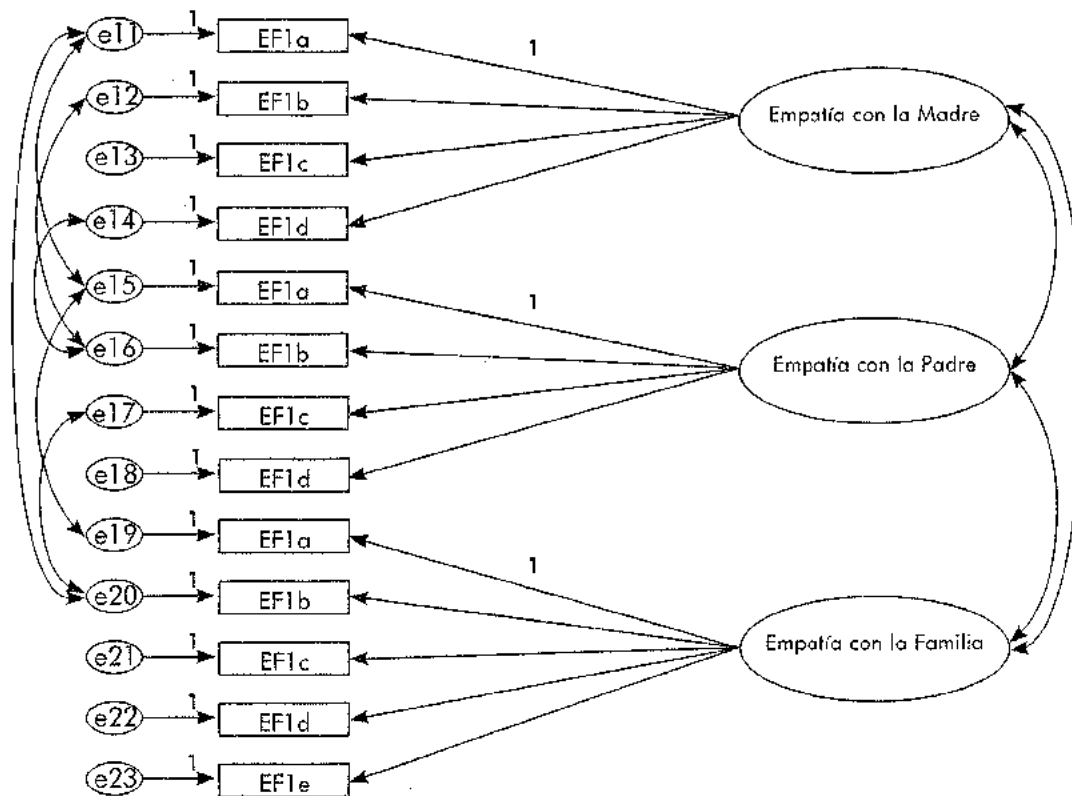 e11 1 EF1a 1
e12 1 EF1b Empatía con la Madre
e13 1 EF1c
e14 1 EF1d
e15 1 EF1a 1
e16 1 EF1b Empatía con la Padre
e17 1 EF1c
e18 1 EF1d
e19 1 EF1a 1
e20 1 EF1b
e21 1 EF1c Empatía con la Familia
e22 1 EF1d
e23 1 EF1e